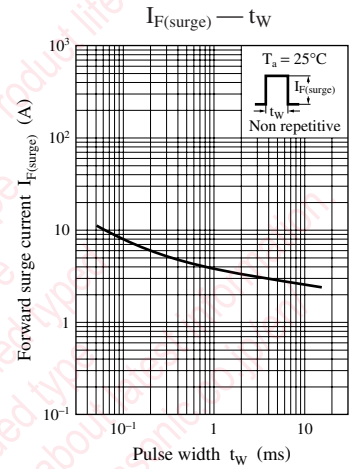 I_F(surge) — t_W
T_a = 25°C
I_F(surge)
t_W
Non repetitive
Forward surge current I_F(surge) (A)
10³
10²
10
1
10⁻¹
10⁻¹
1
10
Pulse width t_W (ms)